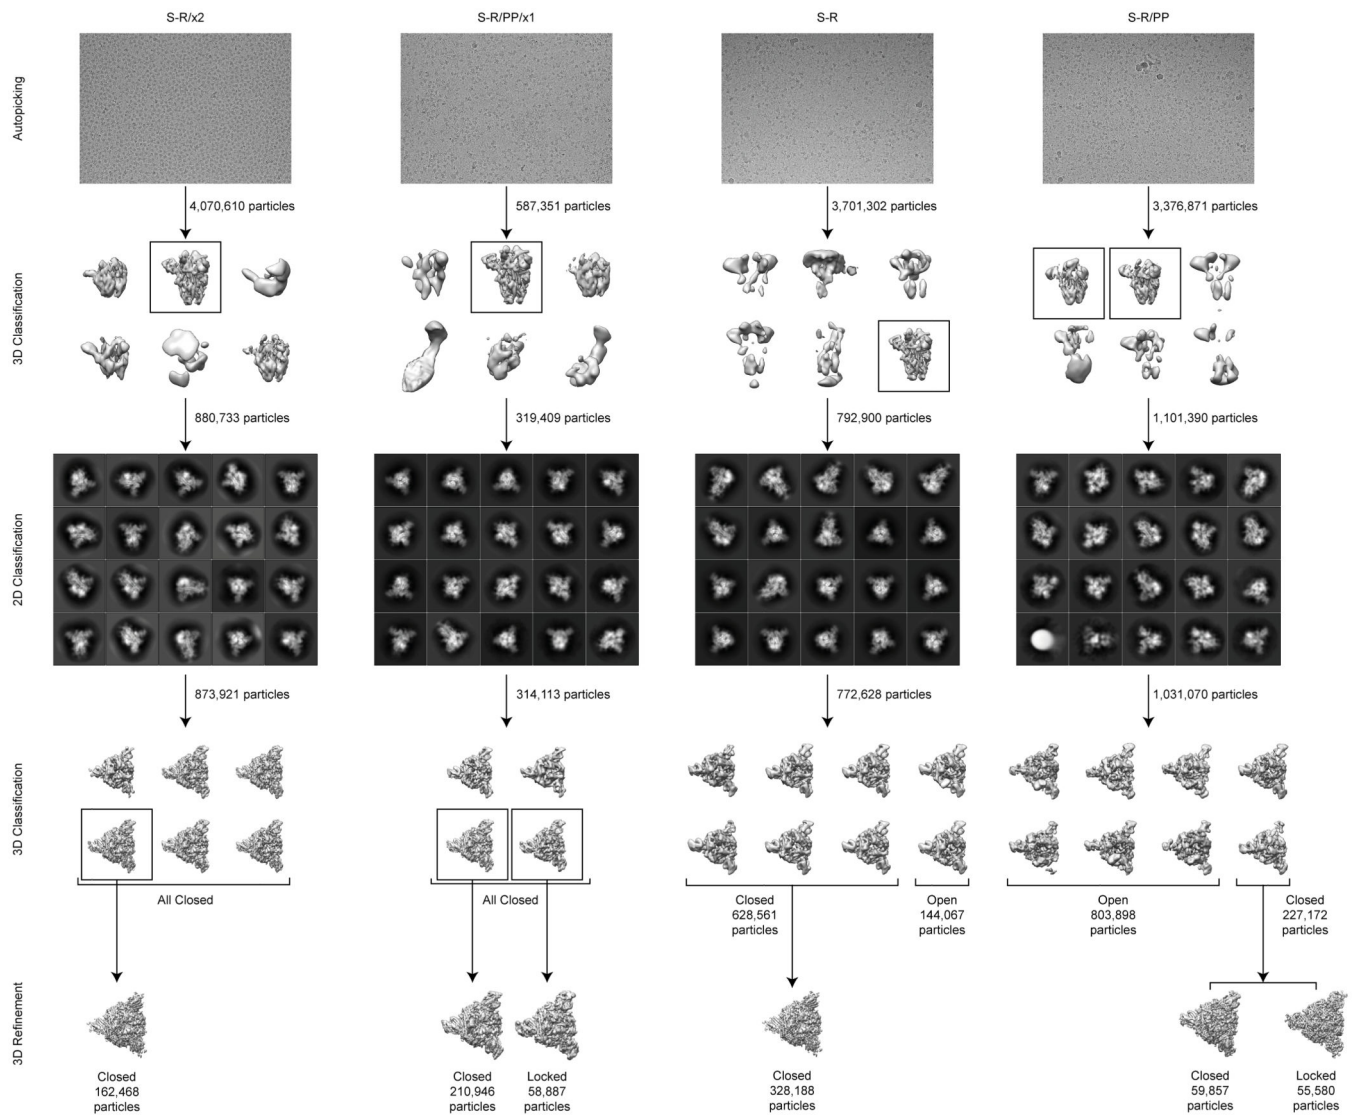 S-R/x2
S-R/PP/x1
S-R
S-R/PP
Autopicking
4,070,610 particles
587,351 particles
3,701,302 particles
3,376,871 particles
3D Classification
880,733 particles
319,409 particles
792,900 particles
1,101,390 particles
2D Classification
873,921 particles
314,113 particles
772,628 particles
1,031,070 particles
3D Classification
All Closed
All Closed
Closed
628,561
particles
Open
144,067
particles
Open
803,898
particles
Closed
227,172
particles
3D Refinement
Closed
162,468
particles
Closed
210,946
particles
Locked
58,887
particles
Closed
328,188
particles
Closed
59,857
particles
Locked
55,580
particles